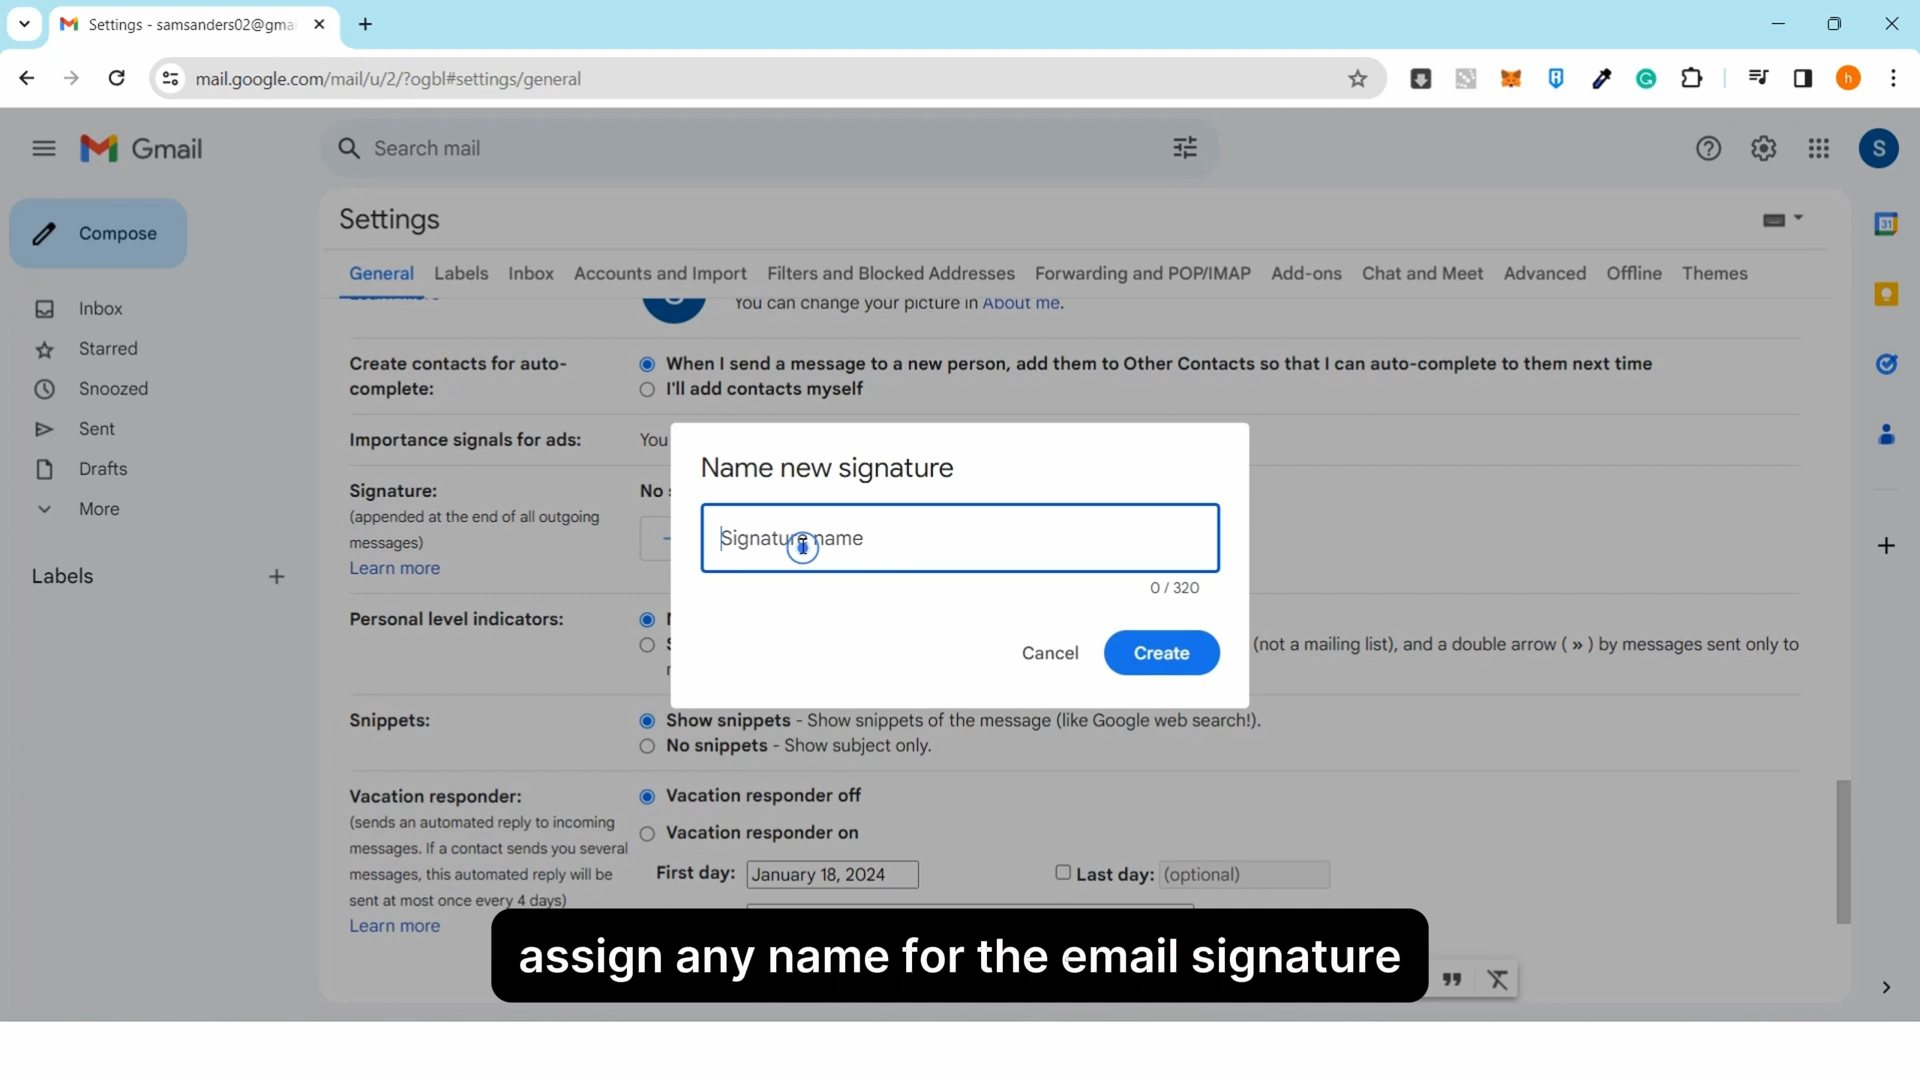 Settings - samsanders02@gmai
mail.google.com/mail/u/2/?ogbl#settings/general
h
Gmail
Search mail
S
Compose
Inbox
Starred
Snoozed
Sent
Drafts
More
Labels
Settings
General Labels Inbox Accounts and Import Filters and Blocked Addresses Forwarding and POP/IMAP Add-ons Chat and Meet Advanced Offline Themes
You can change your picture in About me.
Create contacts for auto-complete:
When I send a message to a new person, add them to Other Contacts so that I can auto-complete to them next time
I'll add contacts myself
Importance signals for ads:
You
Signature:
(appended at the end of all outgoing
messages)
Learn more
No
Name new signature
Signature name
0 / 320
Cancel
Create
Personal level indicators:
(not a mailing list), and a double arrow ( » ) by messages sent only to
Snippets:
Show snippets - Show snippets of the message (like Google web search!).
No snippets - Show subject only.
Vacation responder:
(sends an automated reply to incoming
messages. If a contact sends you several
messages, this automated reply will be
sent at most once every 4 days)
Learn more
Vacation responder off
Vacation responder on
First day: January 18, 2024
Last day: (optional)
31
assign any name for the email signature